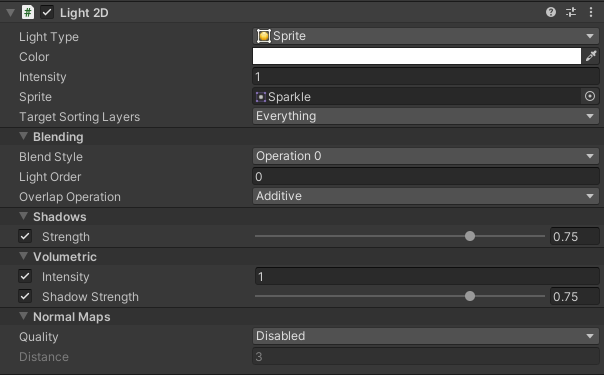 Light 2D
Light Type Sprite
Color
Intensity 1
Sprite Sparkle
Target Sorting Layers Everything
Blending
Blend Style Operation 0
Light Order 0
Overlap Operation Additive
Shadows
Strength 0.75
Volumetric
Intensity 1
Shadow Strength 0.75
Normal Maps
Quality Disabled
Distance 3